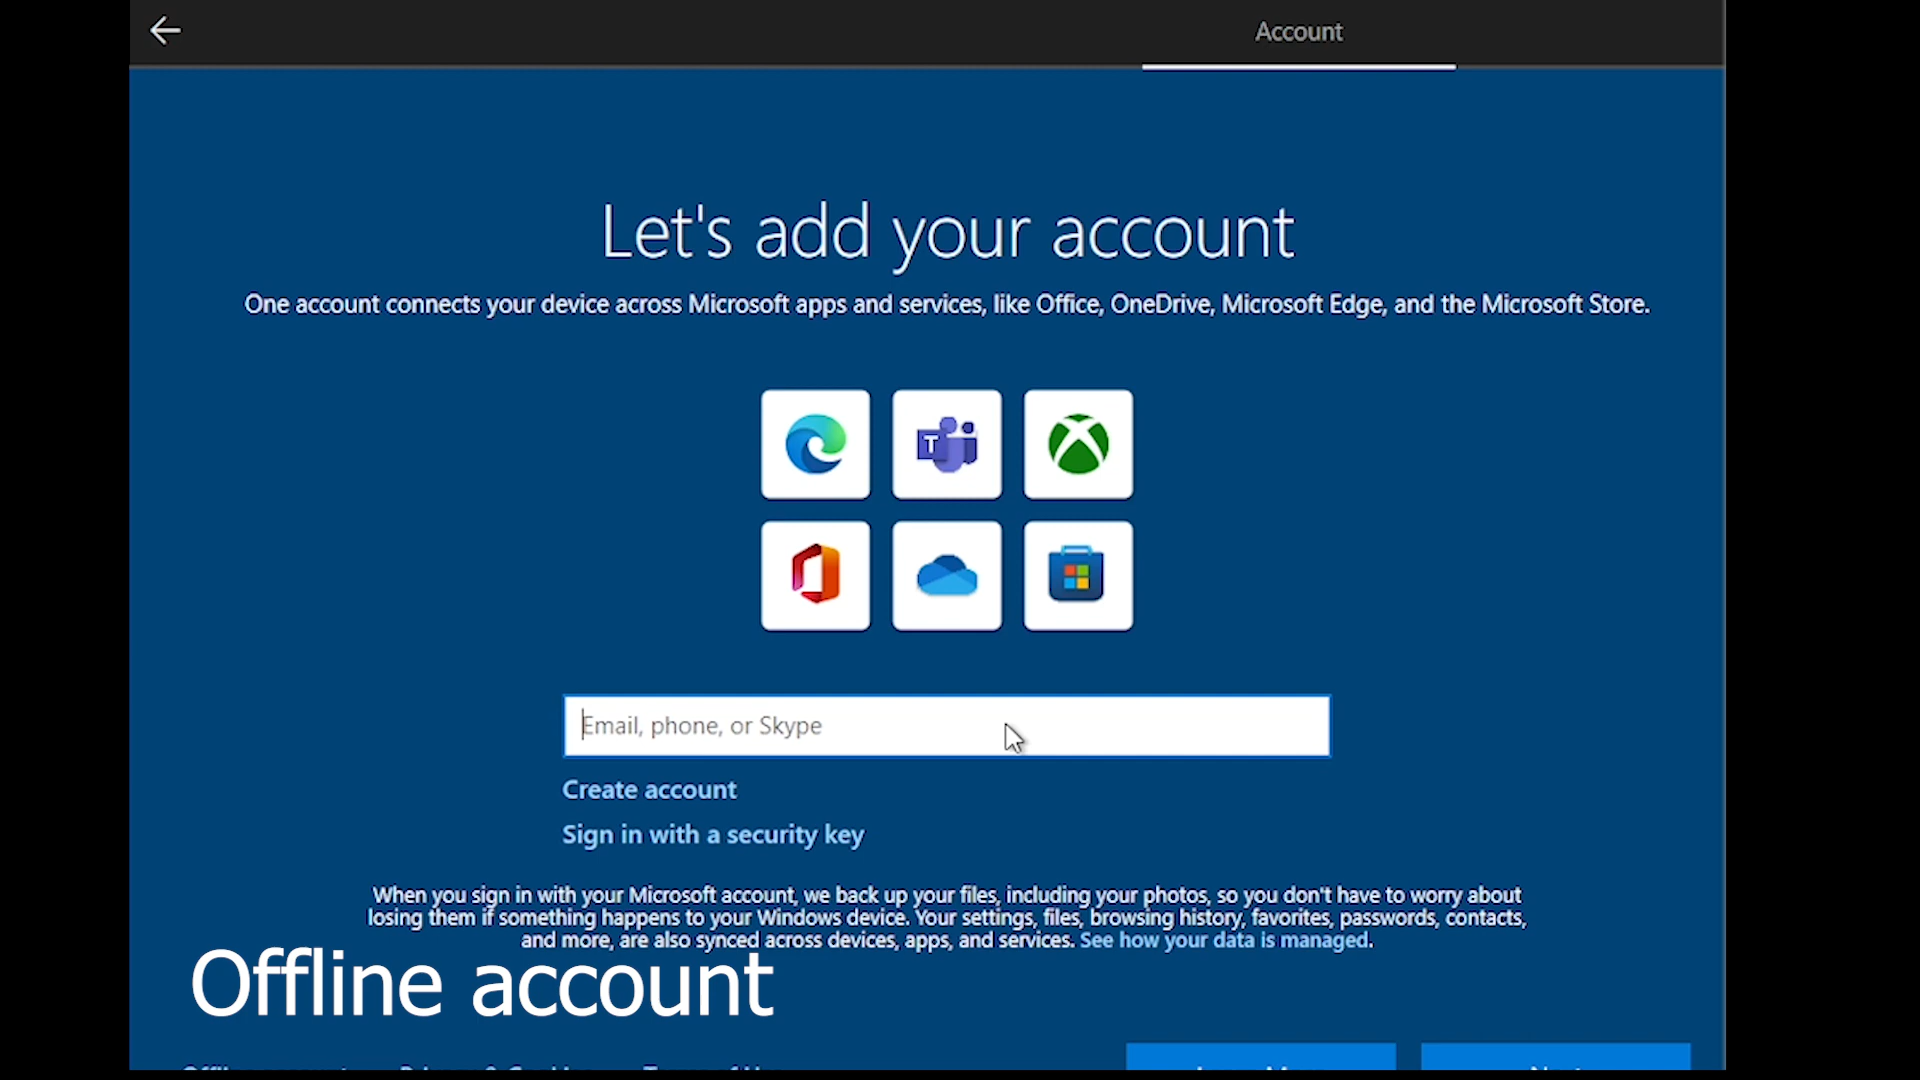 Account
Let's add your account
One account connects your device across Microsoft apps and services, like Office, OneDrive, Microsoft Edge, and the Microsoft Store.
T
Email, phone, or Skype
Create account
Sign in with a security key
When you sign in with your Microsoft account, we back up your files, including your photos, so you don't have to worry about
losing them if something happens to your Windows device. Your settings, files, browsing history, favorites, passwords, contacts,
and more, are also synced across devices, apps, and services. See how your data is managed.
Offline account